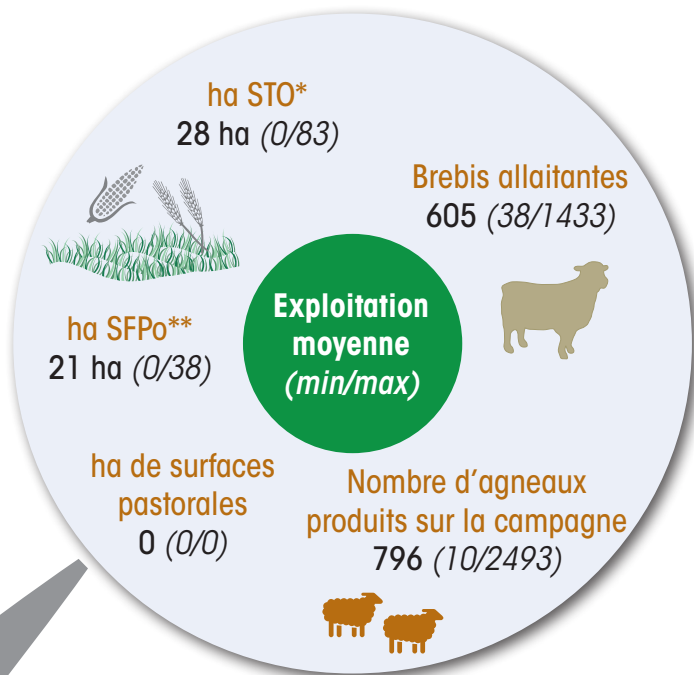 ha STO*
28 ha (0/83)
Brebis allaitantes
605 (38/1433)
Exploitation
moyenne
(min/max)
ha SFPo**
21 ha (0/38)
ha de surfaces
pastorales
0 (0/0)
Nombre d’agneaux
produits sur la campagne
796 (10/2493)